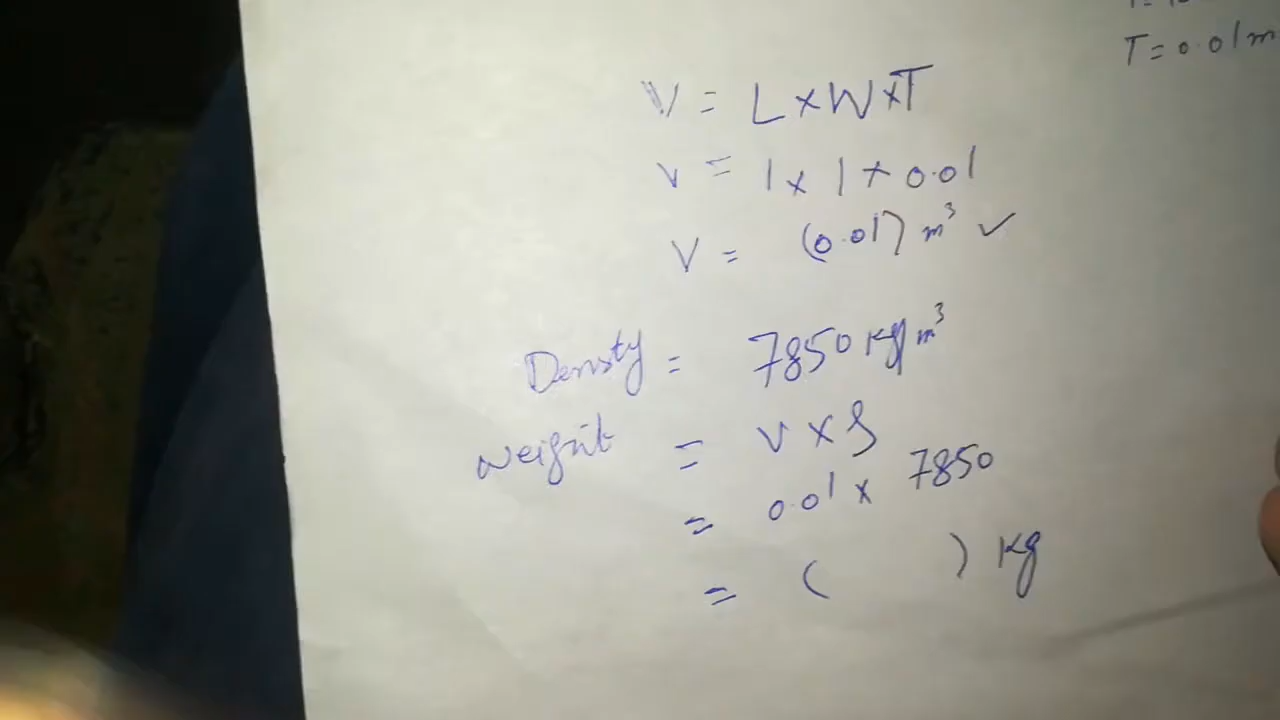 T = 0.01m
V = L×W×T
V = 1 × 1 × 0.01
V = (0.01) m³ ✓
Density = 7850 kg/m³
Weight = V × ρ
= 0.01 × 7850
= ( ) kg